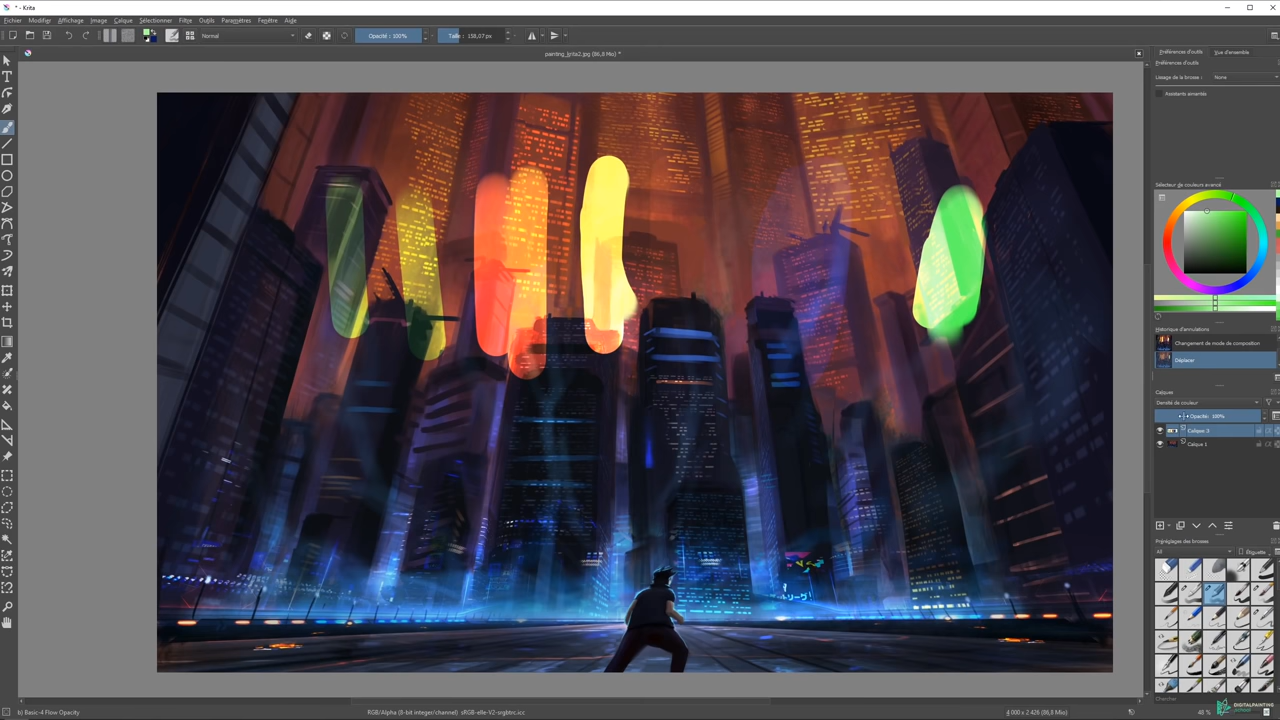 * - Krita
Fichier Modifier Affichage Image Calque Sélectionner Filtre Outils Paramètres Fenêtre Aide
Normal Opacité : 100% Taille : 158,07 px
painting_krita2.jpg (86,8 Mio) *
Préférences d'outils Vue d'ensemble
Préférences d'outils
Lissage de la brosse : None
Assistants aimantés
Sélecteur de couleurs avancé
Historique d'annulations
Changement de mode de composition
Déplacer
Calques
Densité de couleur
Opacité : 100%
Calque 3
Calque 1
Préréglages des brosses
All Étiquette
Chercher
b) Basic-4 Flow Opacity RGB/Alpha (8-bit integer/channel) sRGB-elle-V2-srgbtrc.icc 4 000 x 2 426 (86,8 Mio) 48 %
DIGITALPAINTING